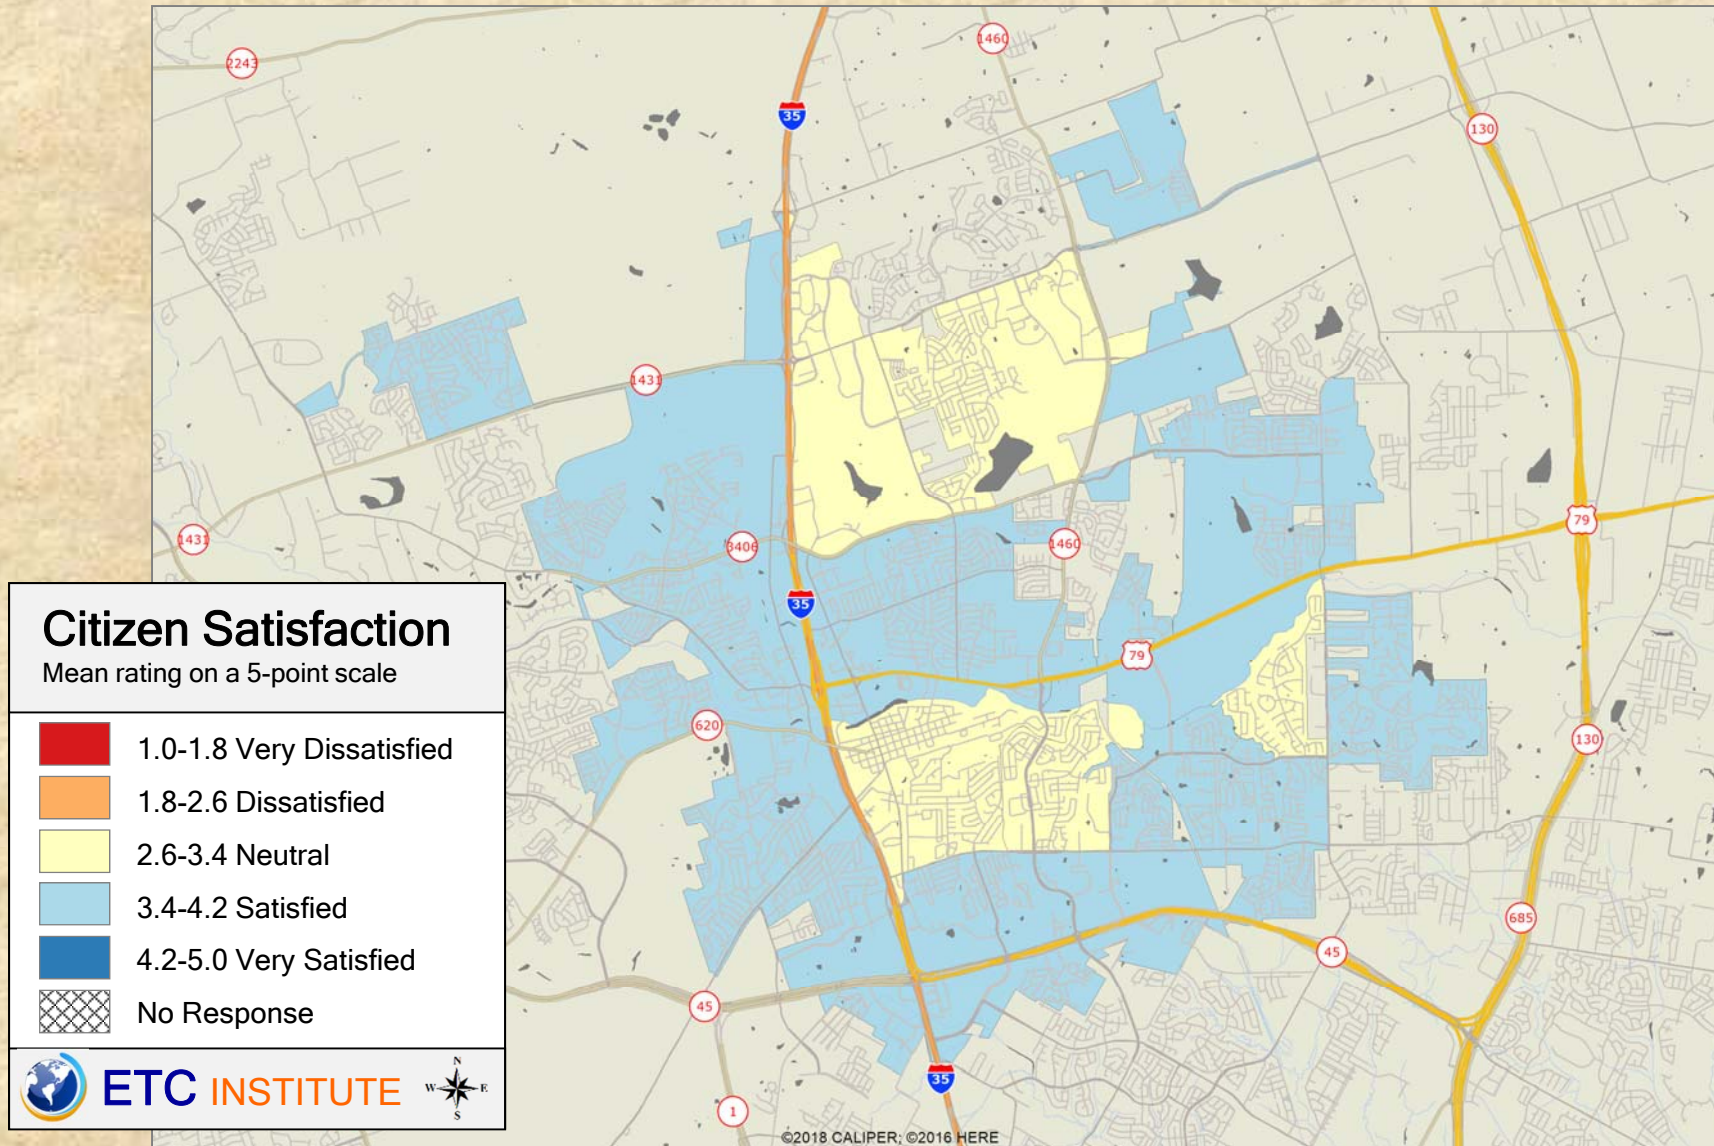 1460
2243
35
130
1431
1431
3406
1460
79
35
79
620
130
685
45
45
35
1
Citizen Satisfaction
Mean rating on a 5-point scale
1.0-1.8 Very Dissatisfied
1.8-2.6 Dissatisfied
2.6-3.4 Neutral
3.4-4.2 Satisfied
4.2-5.0 Very Satisfied
No Response
ETC INSTITUTE
N
W E
S
©2018 CALIPER; ©2016 HERE